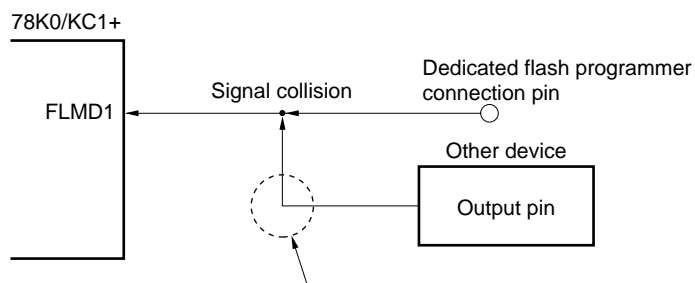 78K0/KC1+
Dedicated flash programmer
connection pin
Signal collision
FLMD1
Other device
Output pin